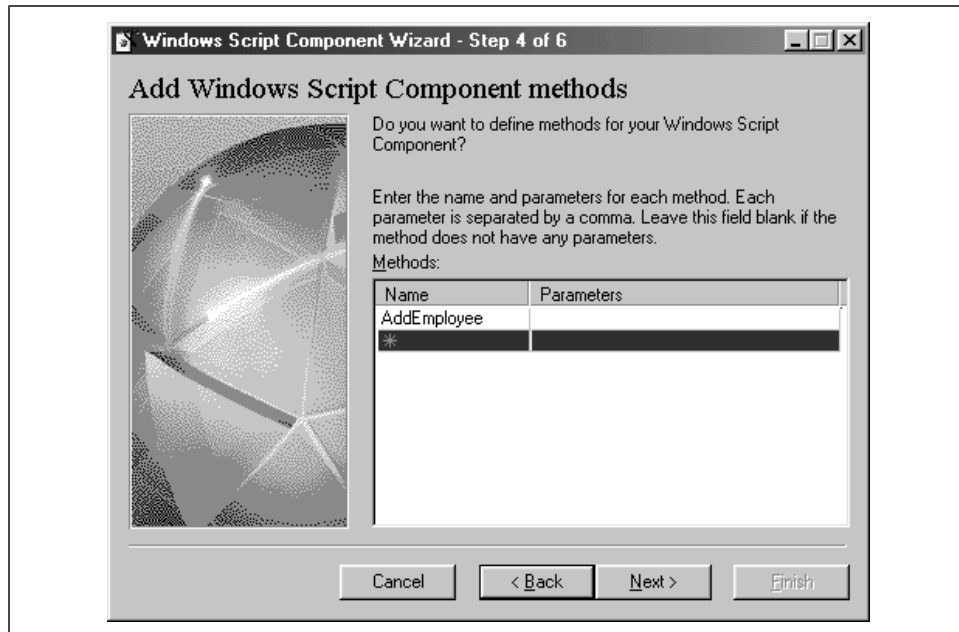 Windows Script Component Wizard - Step 4 of 6
Add Windows Script Component methods
Do you want to define methods for your Windows Script
Component?
Enter the name and parameters for each method. Each
parameter is separated by a comma. Leave this field blank if the
method does not have any parameters.
Methods:
Name Parameters
AddEmployee
*
Cancel < Back Next > Finish